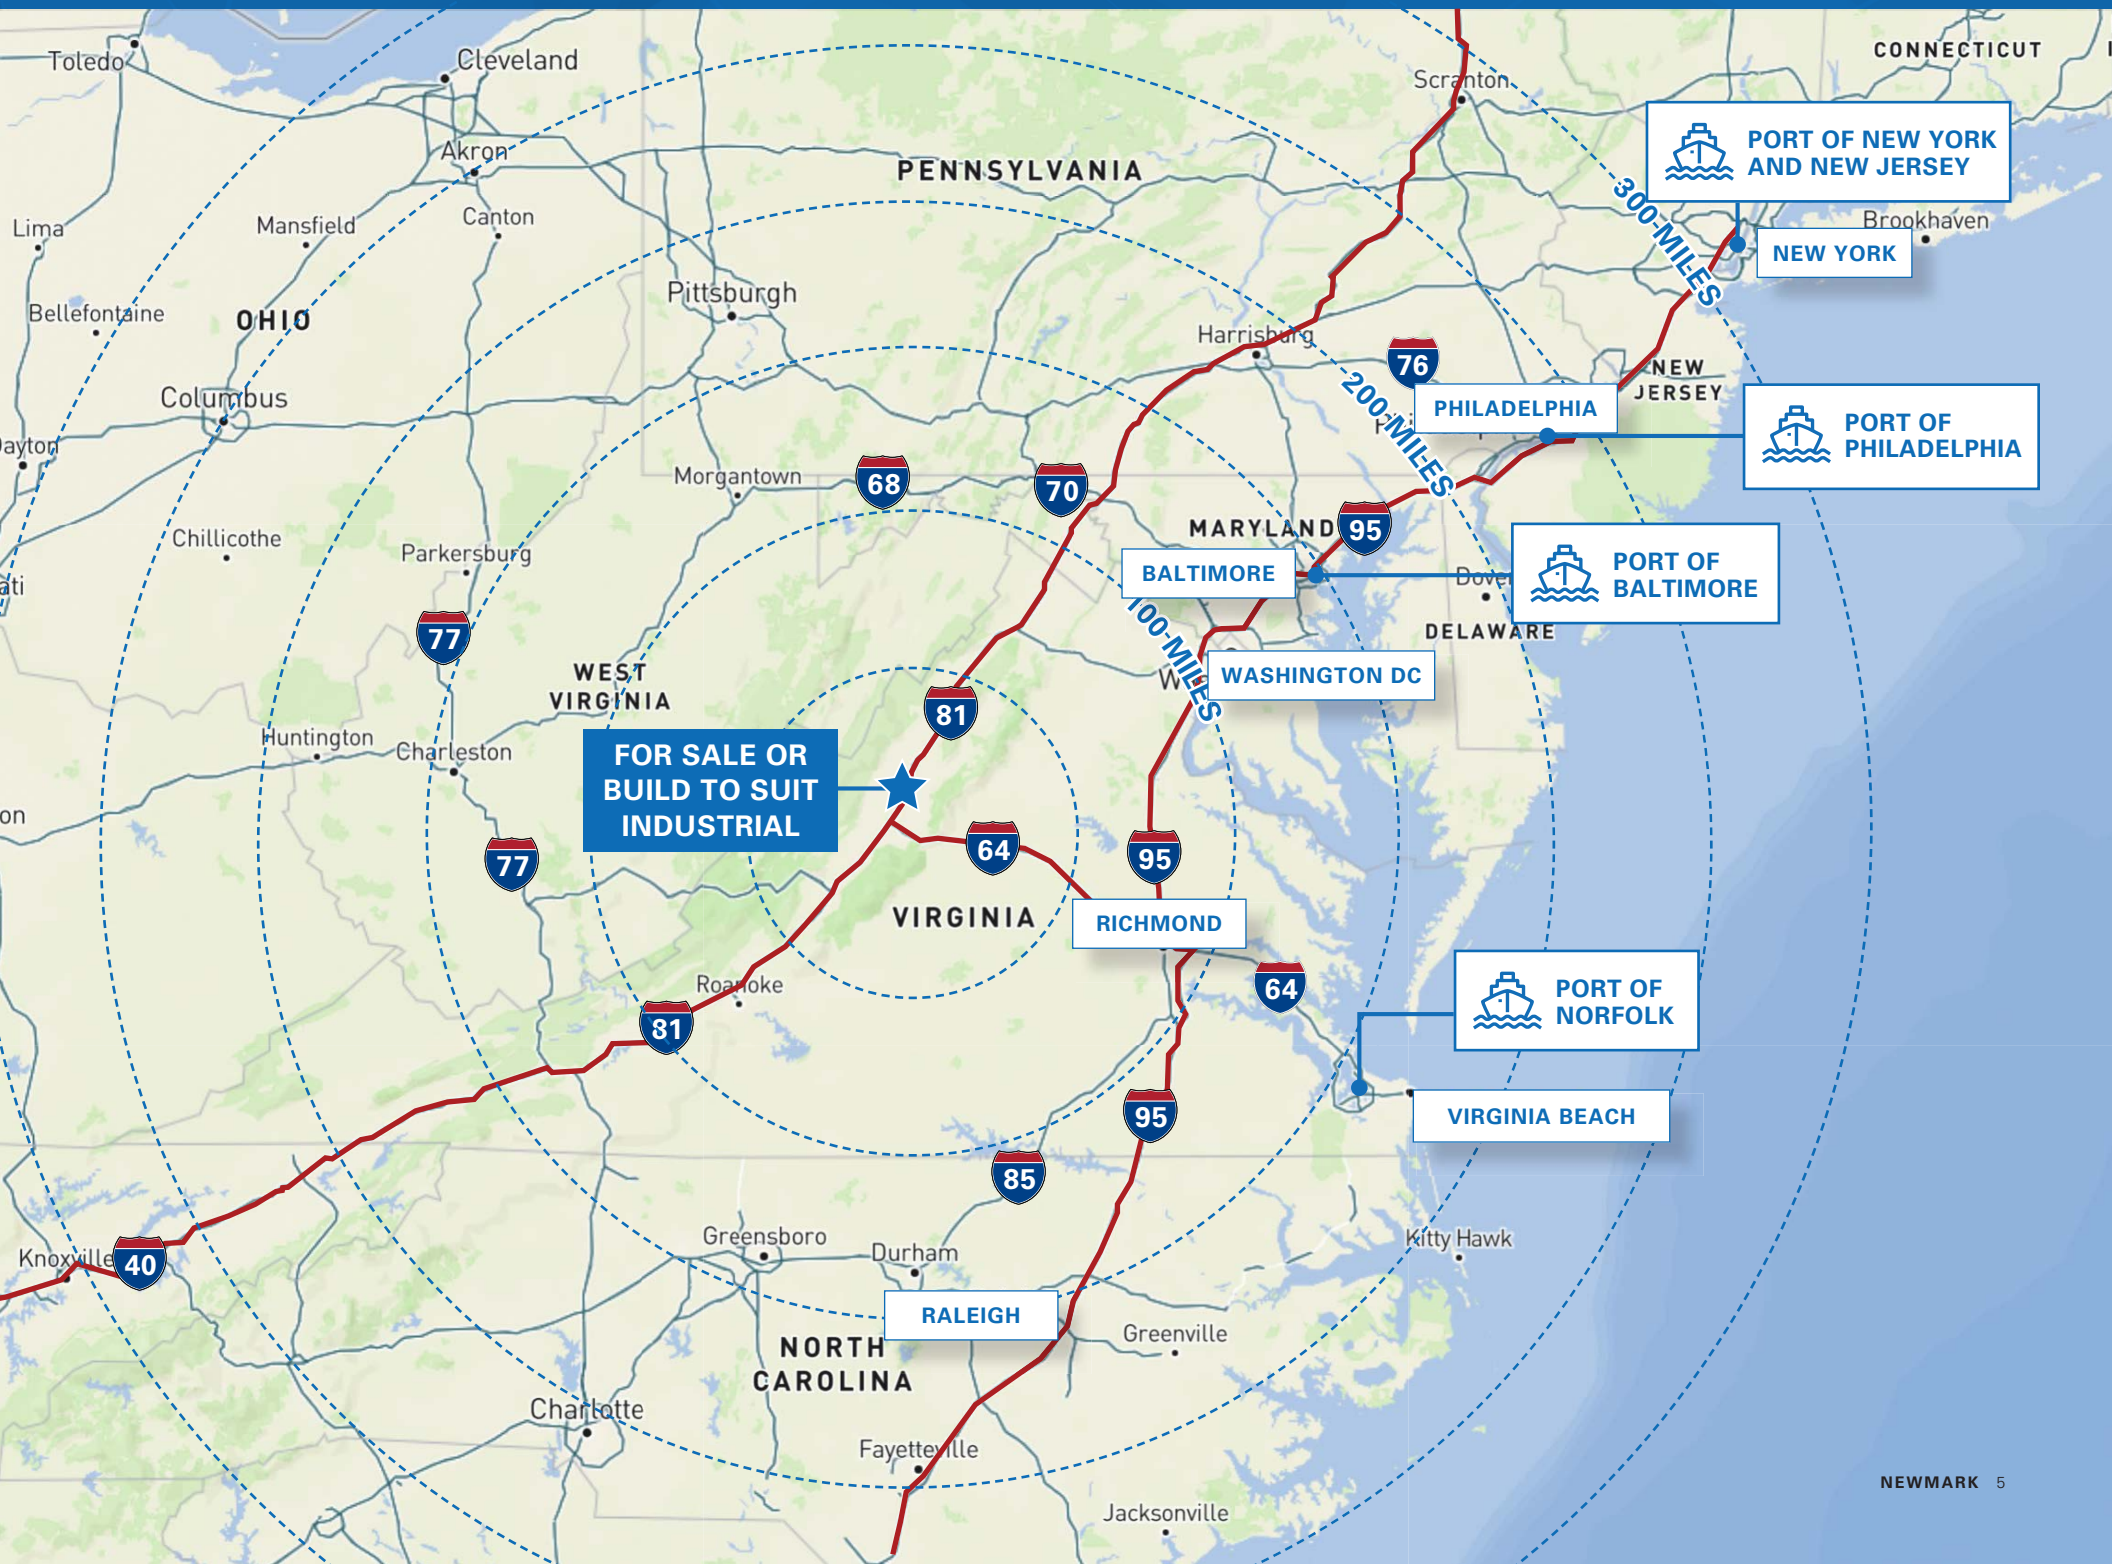 Toledo
Cleveland
Scranton
CONNECTICUT
Akron
PENNSYLVANIA
PORT OF NEW YORK
AND NEW JERSEY
Lima
Mansfield
Canton
300 MILES
Brookhaven
NEW YORK
Bellefontaine
OHIO
Pittsburgh
Harrisburg
76
NEW
JERSEY
Columbus
200 MILES
PHILADELPHIA
PORT OF
PHILADELPHIA
Dayton
Morgantown
68
70
MARYLAND
95
Chillicothe
Parkersburg
BALTIMORE
PORT OF
BALTIMORE
Dover
77
100 MILES
DELAWARE
WEST
VIRGINIA
WASHINGTON DC
81
Huntington
Charleston
FOR SALE OR
BUILD TO SUIT
INDUSTRIAL
77
64
95
VIRGINIA
RICHMOND
Roanoke
64
PORT OF
NORFOLK
81
95
VIRGINIA BEACH
85
Knoxville
40
Greensboro
Durham
Kitty Hawk
RALEIGH
Greenville
NORTH
CAROLINA
Charlotte
Fayetteville
Jacksonville
NEWMARK 5